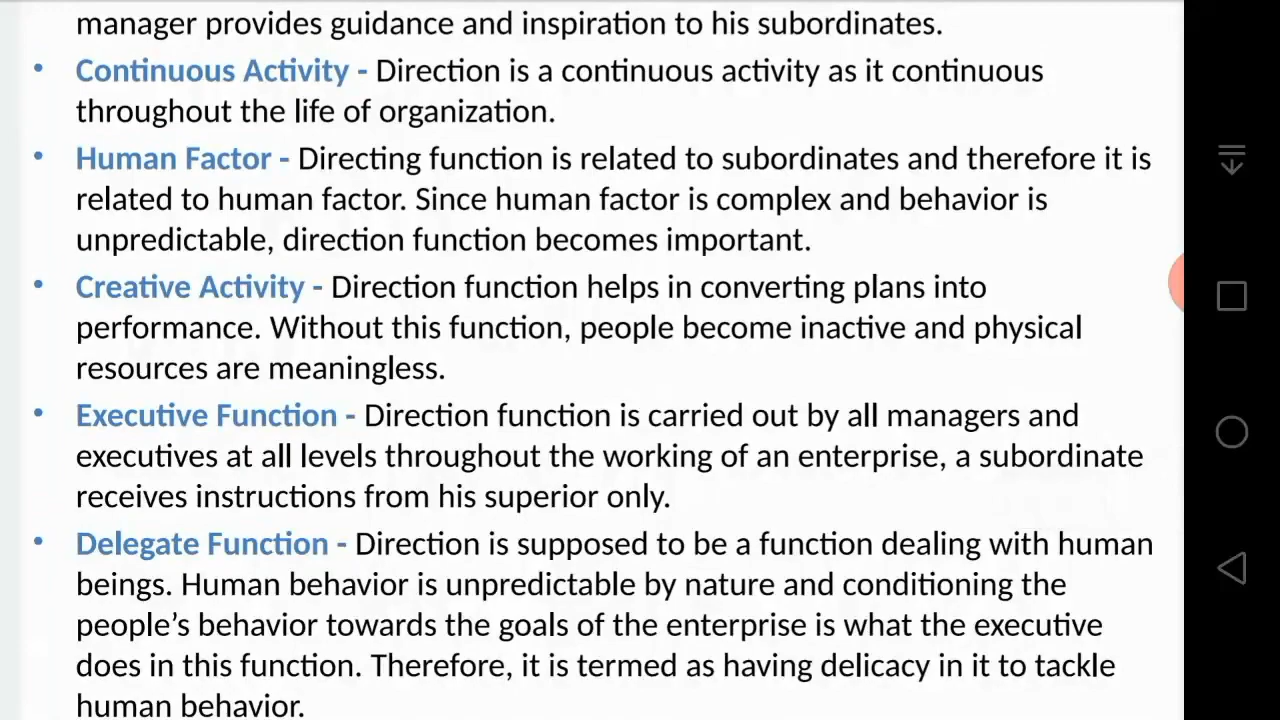 manager provides guidance and inspiration to his subordinates.
• Continuous Activity - Direction is a continuous activity as it continuous
throughout the life of organization.
• Human Factor - Directing function is related to subordinates and therefore it is
related to human factor. Since human factor is complex and behavior is
unpredictable, direction function becomes important.
• Creative Activity - Direction function helps in converting plans into
performance. Without this function, people become inactive and physical
resources are meaningless.
• Executive Function - Direction function is carried out by all managers and
executives at all levels throughout the working of an enterprise, a subordinate
receives instructions from his superior only.
• Delegate Function - Direction is supposed to be a function dealing with human
beings. Human behavior is unpredictable by nature and conditioning the
people’s behavior towards the goals of the enterprise is what the executive
does in this function. Therefore, it is termed as having delicacy in it to tackle
human behavior.